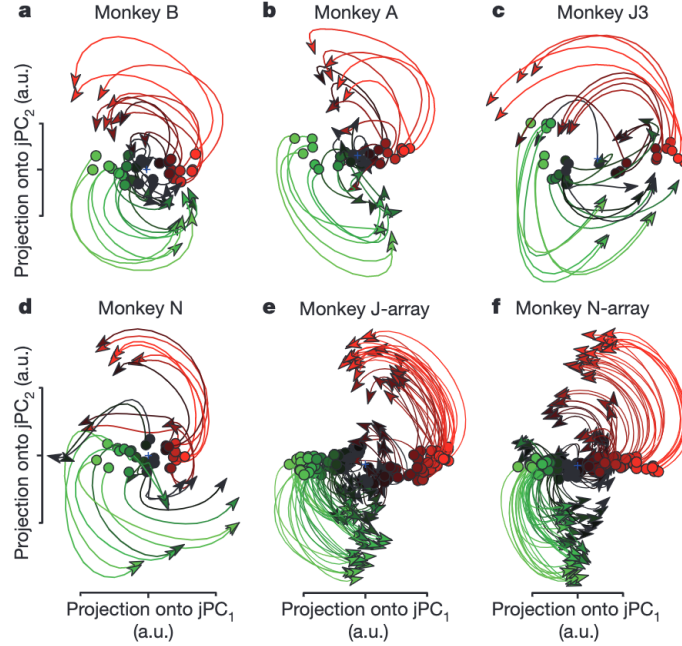 a Monkey B
b Monkey A
c Monkey J3
Projection onto jPC2 (a.u.)
d Monkey N
e Monkey J-array
f Monkey N-array
Projection onto jPC2 (a.u.)
Projection onto jPC1
(a.u.)
Projection onto jPC1
(a.u.)
Projection onto jPC1
(a.u.)